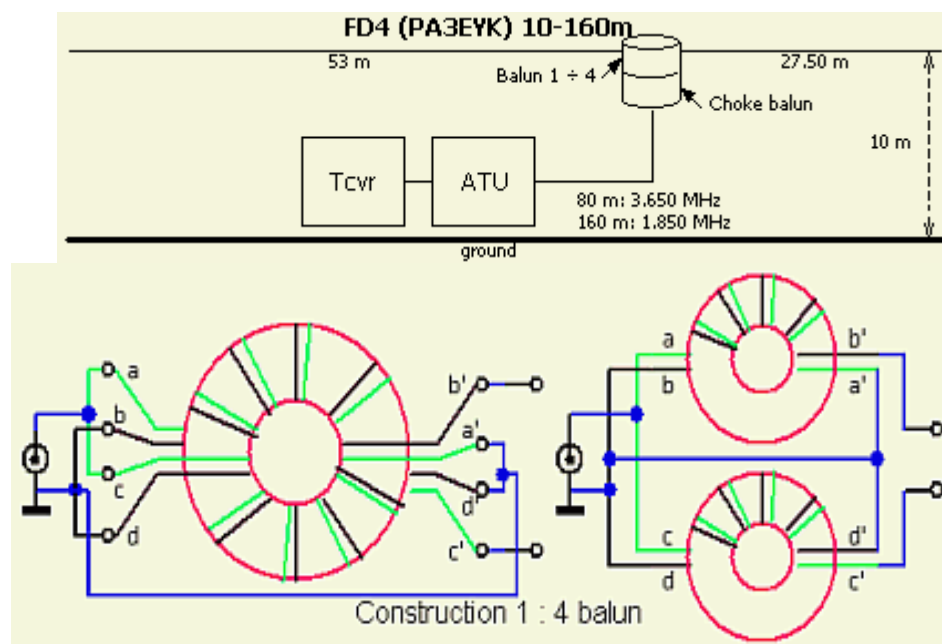 FD4 (PA3EYK) 10-160m
53 m
27.50 m
Balun 1 ÷ 4
Choke balun
10 m
Tcvr
ATU
80 m: 3.650 MHz
160 m: 1.850 MHz
ground
a
b
c
d
b'
a'
d'
c'
a
b
b'
a'
c
d
d'
c'
Construction 1 : 4 balun